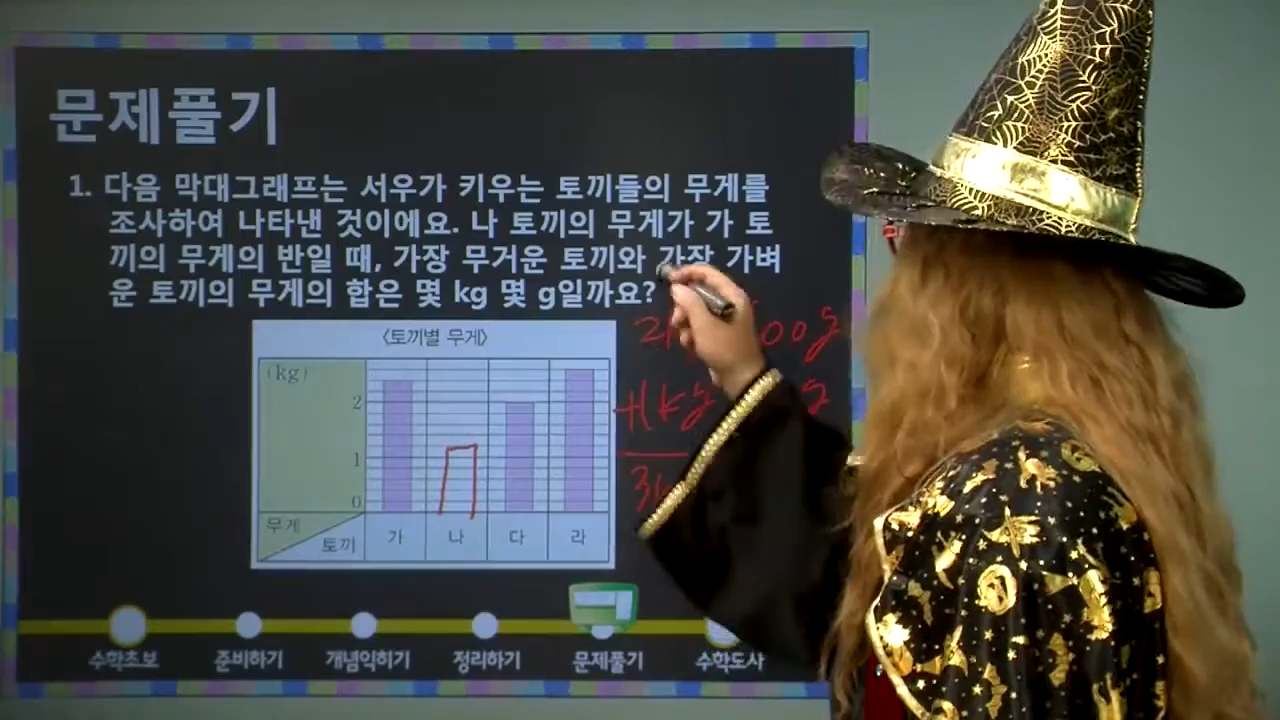 문제풀기
1. 다음 막대그래프는 서우가 키우는 토끼들의 무게를
조사하여 나타낸 것이에요. 나 토끼의 무게가 가 토
끼의 무게의 반일 때, 가장 무거운 토끼와 가장 가벼
운 토끼의 무게의 합은 몇 kg 몇 g일까요?
〈토끼별 무게〉
(kg)
2
1
0
무게
토끼
가 나 다 라
수학초보 준비하기 개념익히기 정리하기 문제풀기 수학도사